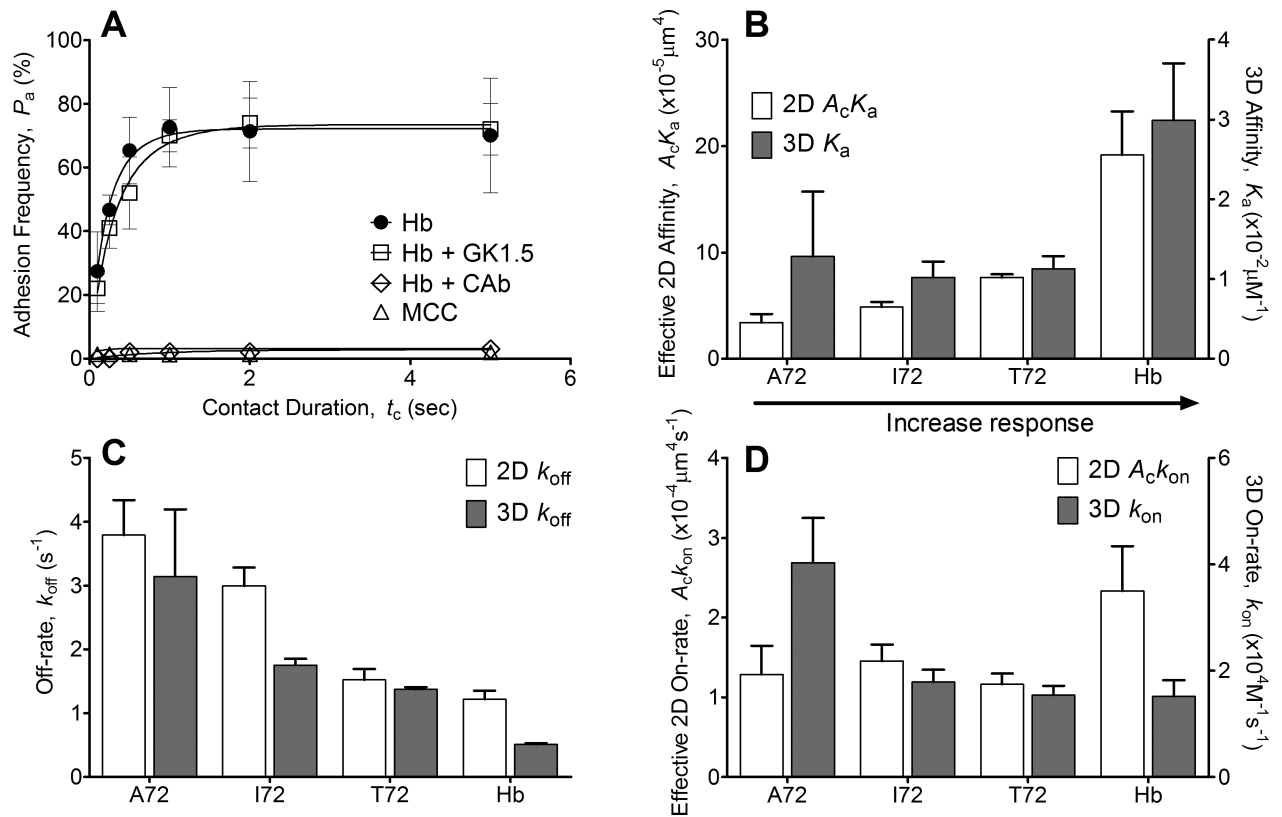 A
Adhesion Frequency, Pa (%)
100
80
60
40
20
0
Hb
Hb + GK1.5
Hb + CAb
MCC
0 2 4 6
Contact Duration, tc (sec)
B
Effective 2D Affinity, AcKa (x10-5μm4)
30
20
10
0
2D AcKa
3D Ka
4
3
2
1
0
3D Affinity, Ka (x10-2μM-1)
A72 I72 T72 Hb
Increase response
C
Off-rate, koff (s-1)
5
4
3
2
1
0
2D koff
3D koff
A72 I72 T72 Hb
D
Effective 2D On-rate, Ackon (x10-4μm4s-1)
4
3
2
1
0
2D Ackon
3D kon
6
4
2
0
3D On-rate, kon (x104M-1s-1)
A72 I72 T72 Hb